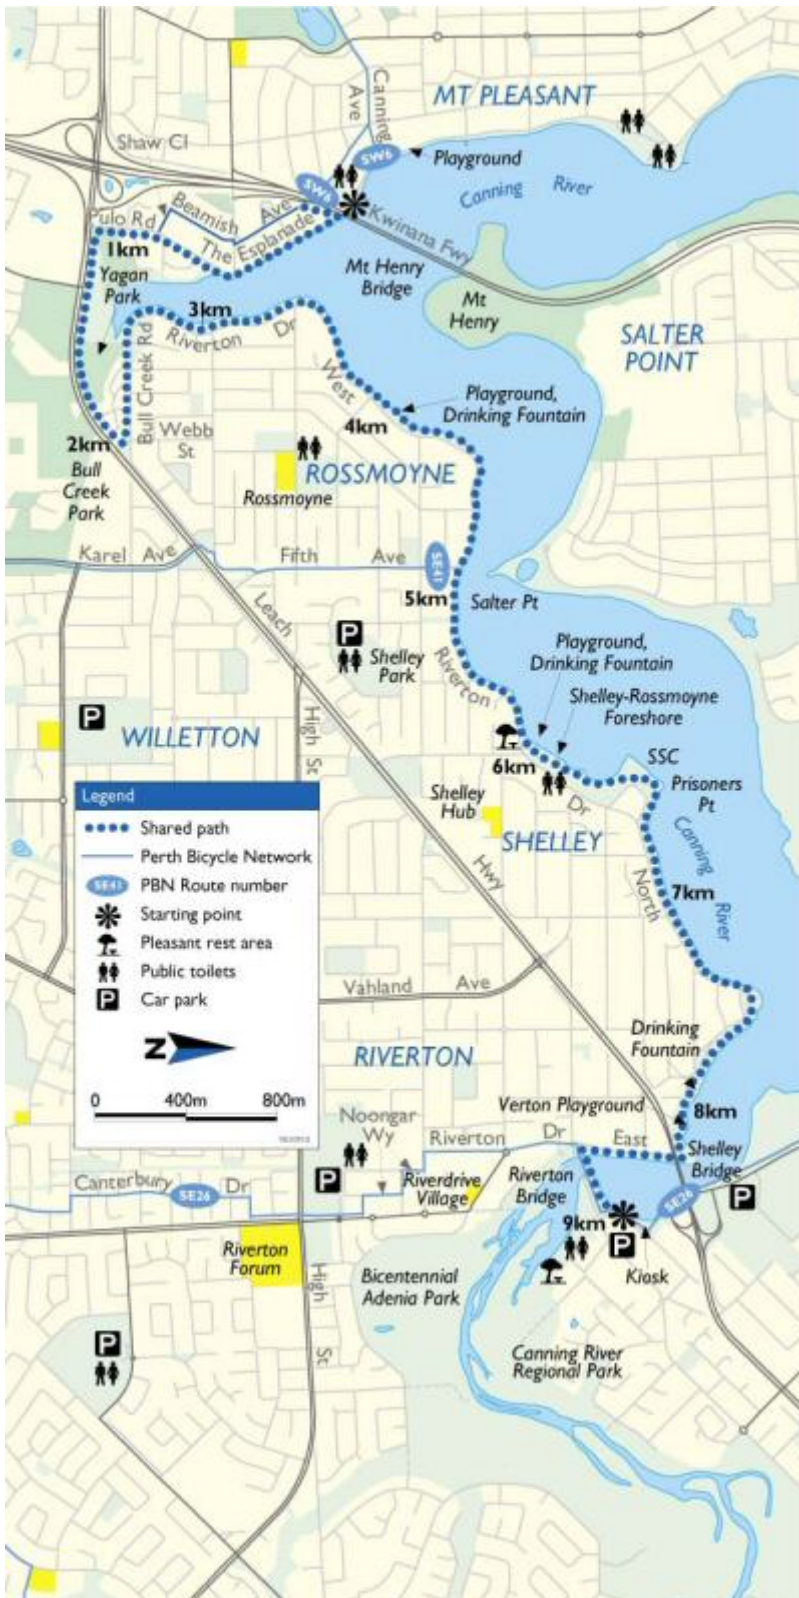 MT PLEASANT
Canning
Ave
Shaw Cl
SW6
Playground
SW6
Canning River
Beamish Ave
Pulo Rd
The Esplanade
Kwinana Fwy
1km
Yagan
Park
Mt Henry
Bridge
Mt
Henry
3km
Riverton Dr
West
Bull Creek Rd
SALTER
POINT
Playground,
Drinking Fountain
4km
2km
Webb
St
Bull
Creek
Park
ROSSMOYNE
Rossmoyne
Karel Ave
Fifth Ave
SE41
Leach
5km
Salter Pt
P
Shelley
Park
Riverton
Playground,
Drinking Fountain
Shelley-Rossmoyne
Foreshore
P
WILLETTON
High St
6km
SSC
Prisoners
Pt
Dr
Shelley
Hub
SHELLEY
Canning River
Hwy
North
7km
Legend
Shared path
Perth Bicycle Network
SE41
PBN Route number
Starting point
Pleasant rest area
Public toilets
P
Car park
N
0 400m 800m
Vahland Ave
Drinking
Fountain
RIVERTON
Verton Playground
8km
Noongar
Wy
Riverton Dr East
Shelley
Bridge
Canterbury Dr
SE26
P
Riverdrive
Village
Riverton
Bridge
SE26
P
9km
P
Kiosk
Riverton
Forum
High St
Bicentennial
Adenia Park
P
Canning River
Regional Park